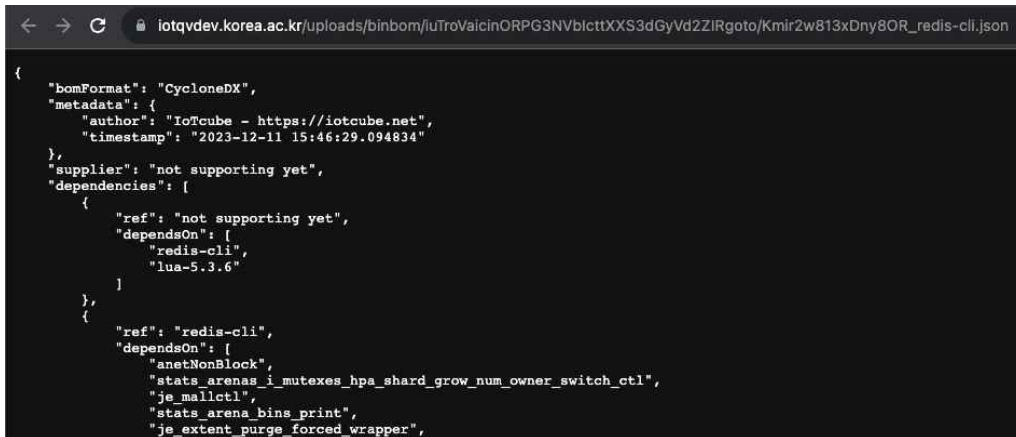 iotqvdev.korea.ac.kr/uploads/binbom/iuTroVaicinORPG3NVbIcttXXS3dGyVd2ZIRgoto/Kmir2w813xDny8OR_redis-cli.json
{
    "bomFormat": "CycloneDX",
    "metadata": {
        "author": "IoTcube - https://iotcube.net",
        "timestamp": "2023-12-11 15:46:29.094834"
    },
    "supplier": "not supporting yet",
    "dependencies": [
        {
            "ref": "not supporting yet",
            "dependsOn": [
                "redis-cli",
                "lua-5.3.6"
            ]
        },
        {
            "ref": "redis-cli",
            "dependsOn": [
                "anetNonBlock",
                "stats_arenas_i_mutexes_hpa_shard_grow_num_owner_switch_ctl",
                "je_mallctl",
                "stats_arena_bins_print",
                "je_extent_purge_forced_wrapper",